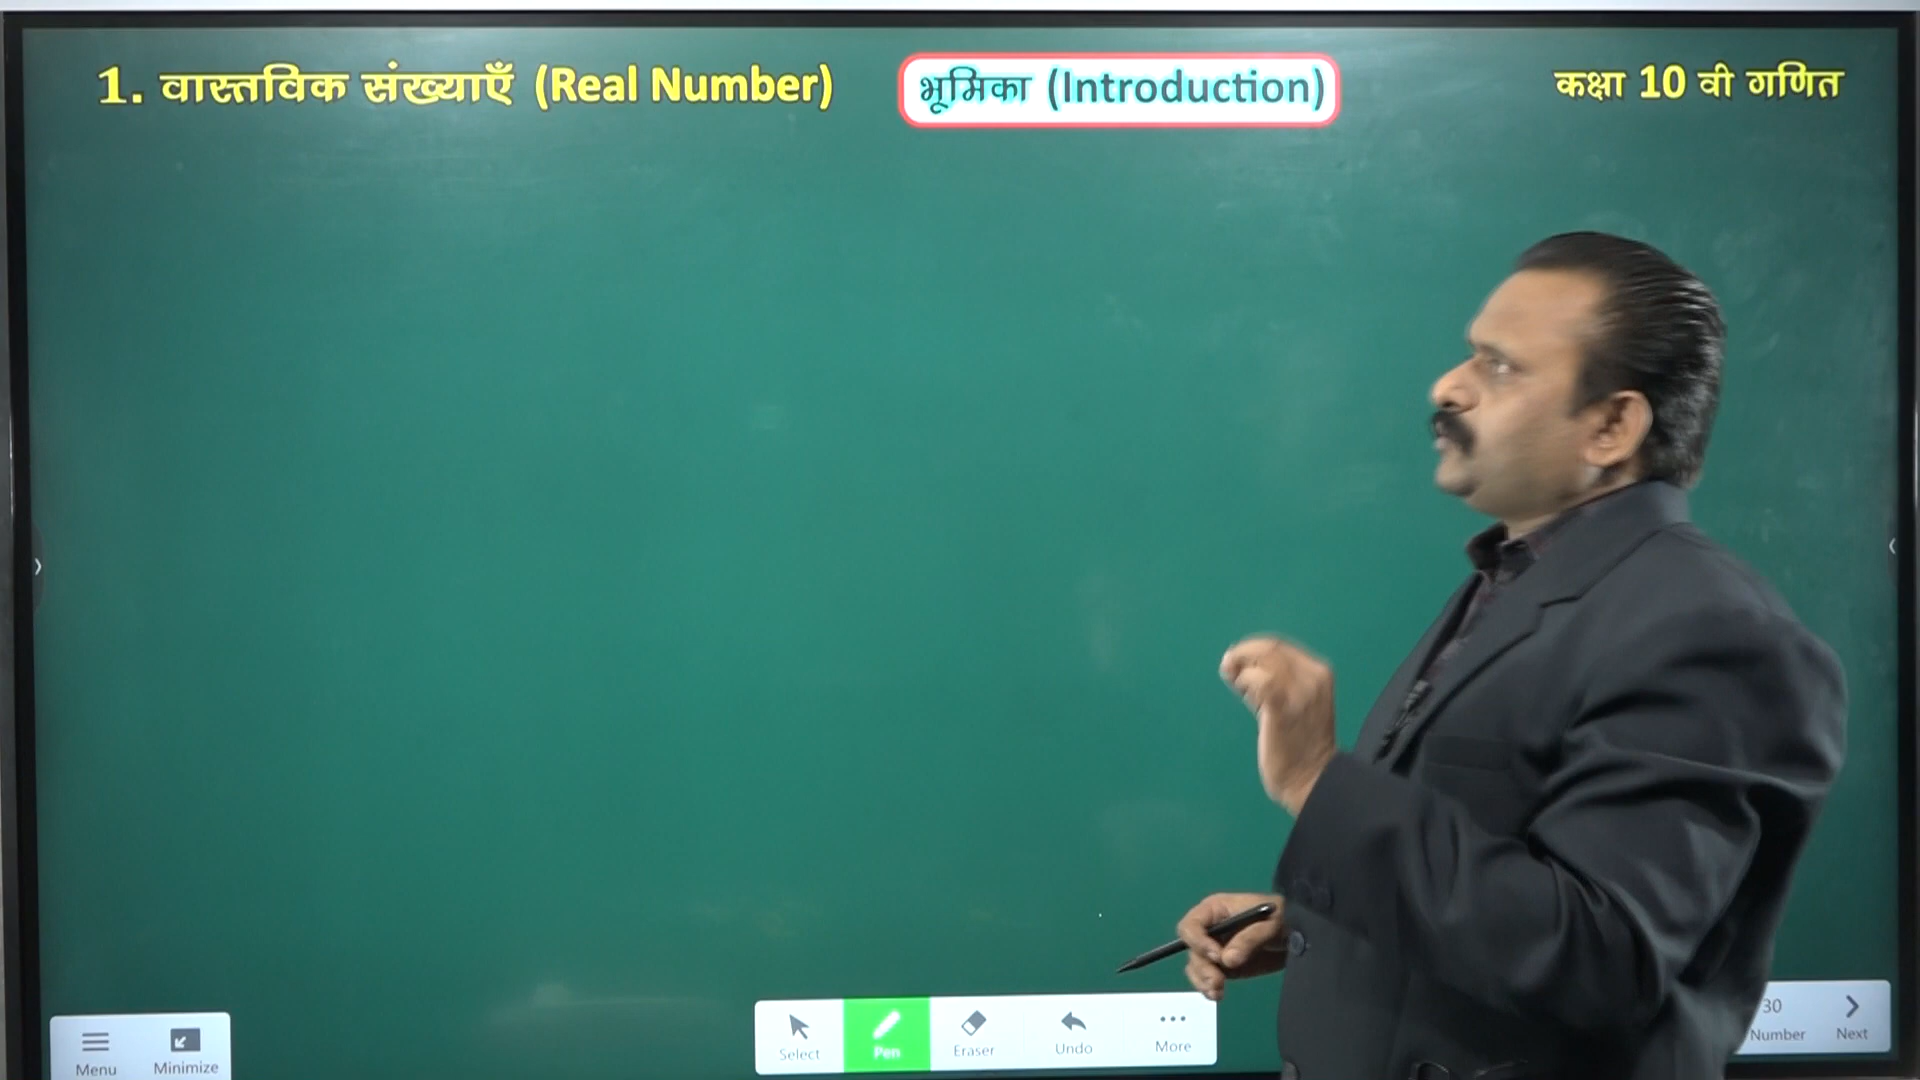 1. वास्तविक संख्याएँ (Real Number) भूमिका (Introduction) कक्षा 10 वी गणित
Menu Minimize Select Pen Eraser Undo More 30 Number Next